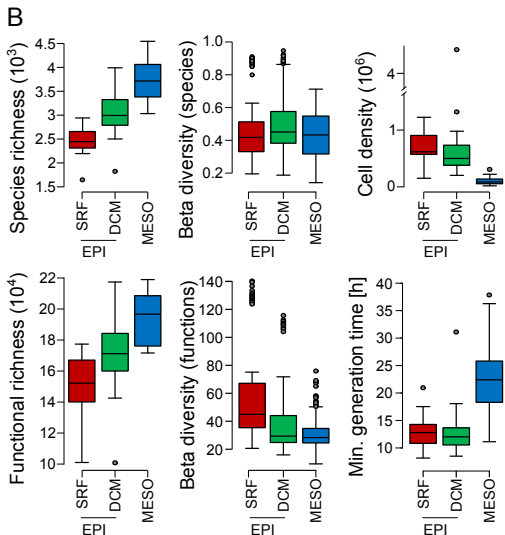 B
Species richness (10³)
4.5
4
3.5
3
2.5
2
1.5
SRF
DCM
MESO
EPI
Beta diversity (species)
1.0
0.8
0.6
0.4
0.2
SRF
DCM
MESO
EPI
Cell density (10⁶)
4
1
0
SRF
DCM
MESO
EPI
Functional richness (10⁴)
22
20
18
16
14
12
10
SRF
DCM
MESO
EPI
Beta diversity (functions)
140
120
100
80
60
40
20
SRF
DCM
MESO
EPI
Min. generation time [h]
40
35
30
25
20
15
10
SRF
DCM
MESO
EPI